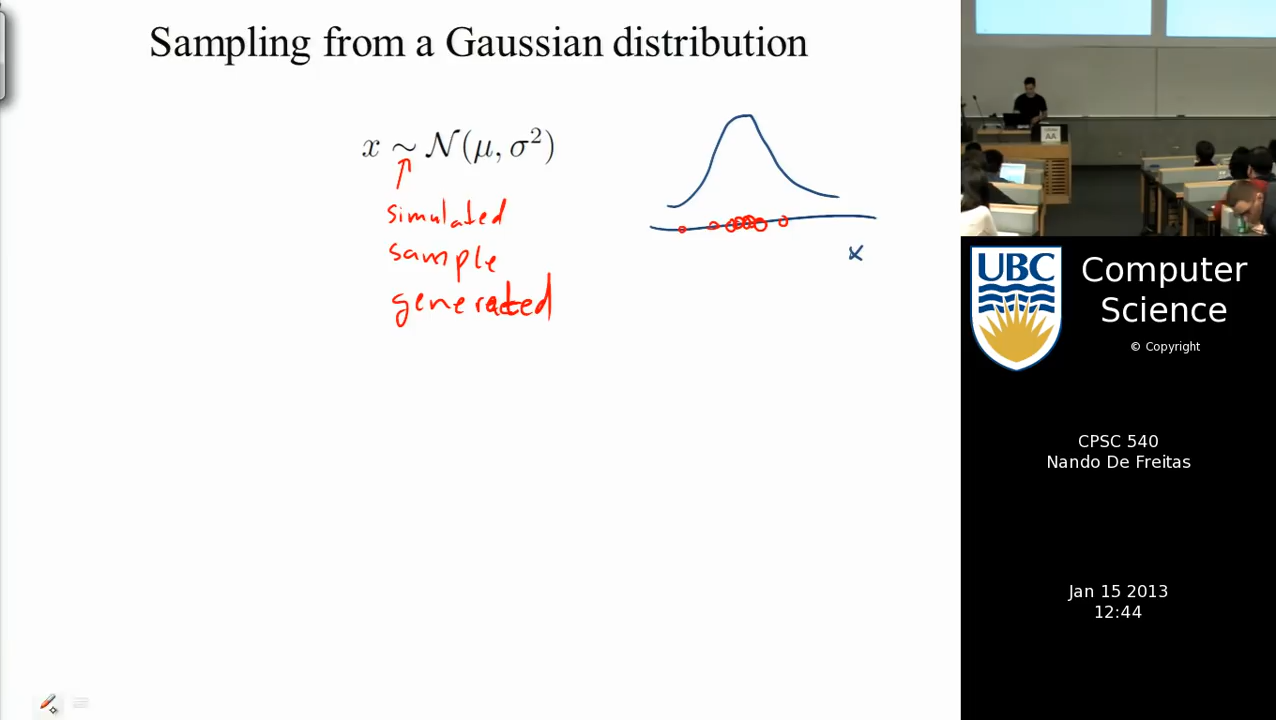 Sampling from a Gaussian distribution
x ~ N(μ, σ²)
simulated
sample
generated
x
UBC
Computer
Science
© Copyright
CPSC 540
Nando De Freitas
Jan 15 2013
12:44